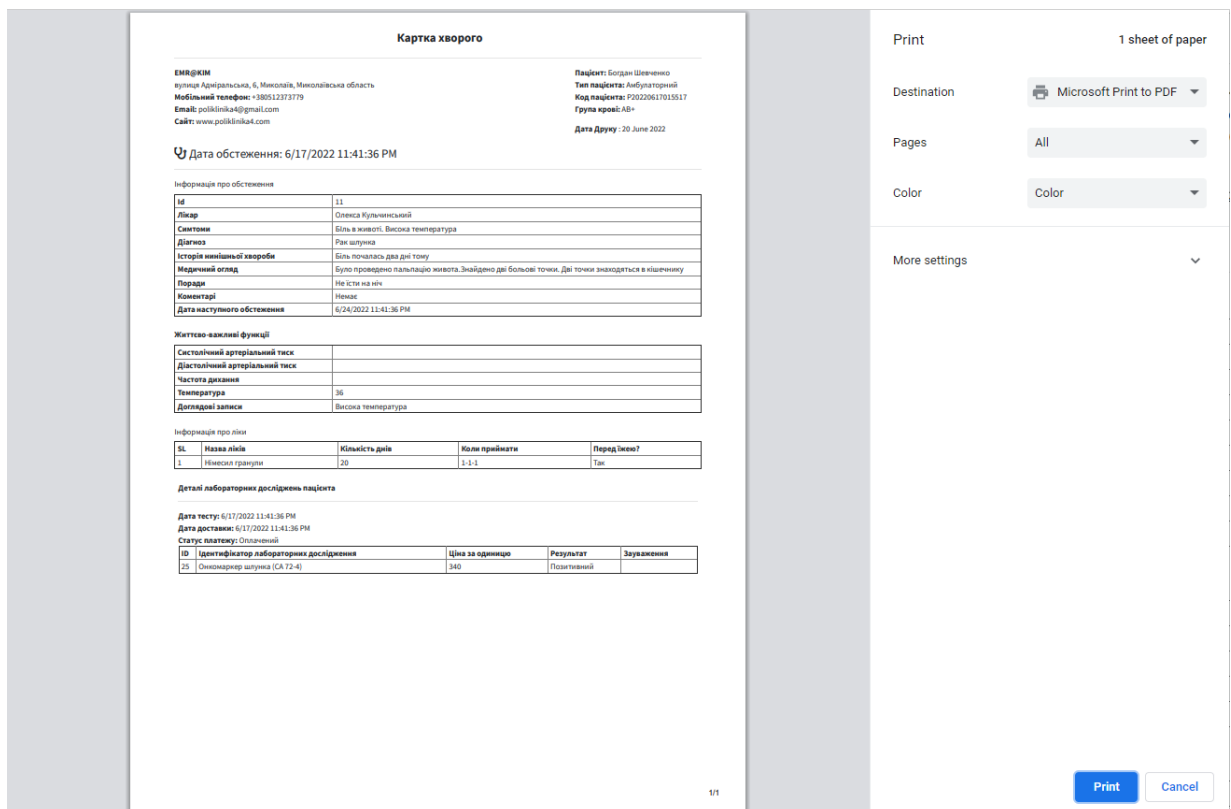 Картка хворого
EMR@KIM
вулиця Адміральська, 6, Миколаїв, Миколаївська область
Мобільний телефон: +380512373779
Email: poliklinika4@gmail.com
Сайт: www.poliklinika4.com
Пацієнт: Богдан Шевченко
Тип пацієнта: Амбулаторний
Код пацієнта: P20220617015517
Група крові: AB+
Дата Друку : 20 June 2022
Дата обстеження: 6/17/2022 11:41:36 PM
Інформація про обстеження
Id 11
Лікар Олекса Кульчинський
Симтоми Біль в животі. Висока температура
Діагноз Рак шлунка
Історія нинішньої хвороби Біль почалась два дні тому
Медичний огляд Було проведено пальпацію живота.Знайдено дві больові точки. Дві точки знаходяться в кішечнику
Поради Не їсти на ніч
Коментарі Немає
Дата наступного обстеження 6/24/2022 11:41:36 PM
Життєво-важливі функції
Систолічний артеріальний тиск
Діастолічний артеріальний тиск
Частота дихання
Температура 36
Доглядові записи Висока температура
Інформація про ліки
SL Назва ліків Кількість днів Коли приймати Перед їжею?
1 Німесил гранули 20 1-1-1 Так
Деталі лабораторних досліджень пацієнта
Дата тесту: 6/17/2022 11:41:36 PM
Дата доставки: 6/17/2022 11:41:36 PM
Статус платежу: Оплачений
ID Ідентифікатор лабораторних дослідження Ціна за одиницю Результат Зауваження
25 Онкомаркер шлунка (CA 72-4) 340 Позитивний
1/1
Print 1 sheet of paper
Destination Microsoft Print to PDF
Pages All
Color Color
More settings
Print Cancel